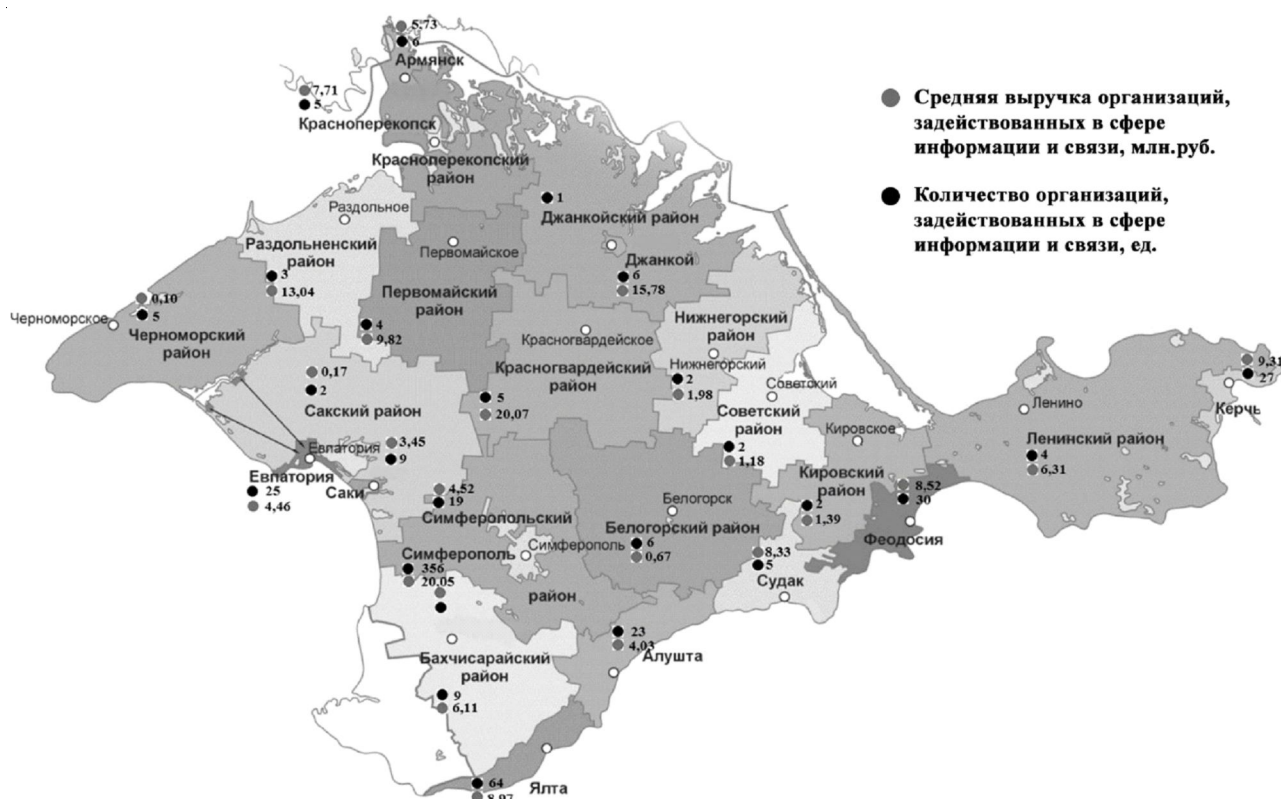 5,73
6
Армянск
7,71
5
Красноперекопск
Красноперекопский
район
Средняя выручка организаций,
задействованных в сфере
информации и связи, млн.руб.
Количество организаций,
задействованных в сфере
информации и связи, ед.
1
Джанкойский район
Раздольное
Раздольненский
район
Первомайское
Джанкой
6
15,78
3
13,04
Первомайский
район
0,10
5
Черноморское
Черноморский
район
4
9,82
Красногвардейское
Красногвардейский
район
Нижнегорский
район
Нижнегорский
2
1,98
Советский
Советский
район
2
1,18
0,17
2
Сакский район
5
20,07
9,31
27
Керчь
Ленино
Ленинский район
4
6,31
Кировское
Кировский
район
2
1,39
3,45
9
Евпатория
Евпатория
25
4,46
Саки
4,52
19
Симферопольский
район
Белогорск
Белогорский район
6
0,67
8,52
30
Феодосия
Симферополь
Симферополь
356
20,05
8,33
5
Судак
23
4,03
Алушта
Бахчисарайский
район
9
6,11
64
8,97
Ялта